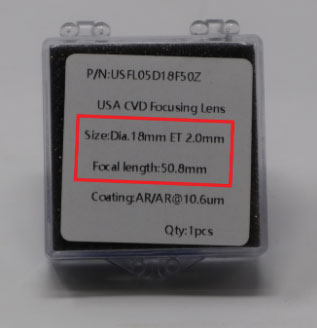 P/N:USFL05D18F50Z
USA CVD Focusing Lens
Size:Dia.18mm ET 2.0mm
Focal length:50.8mm
Coating:AR/AR@10.6um
Qty:1pcs